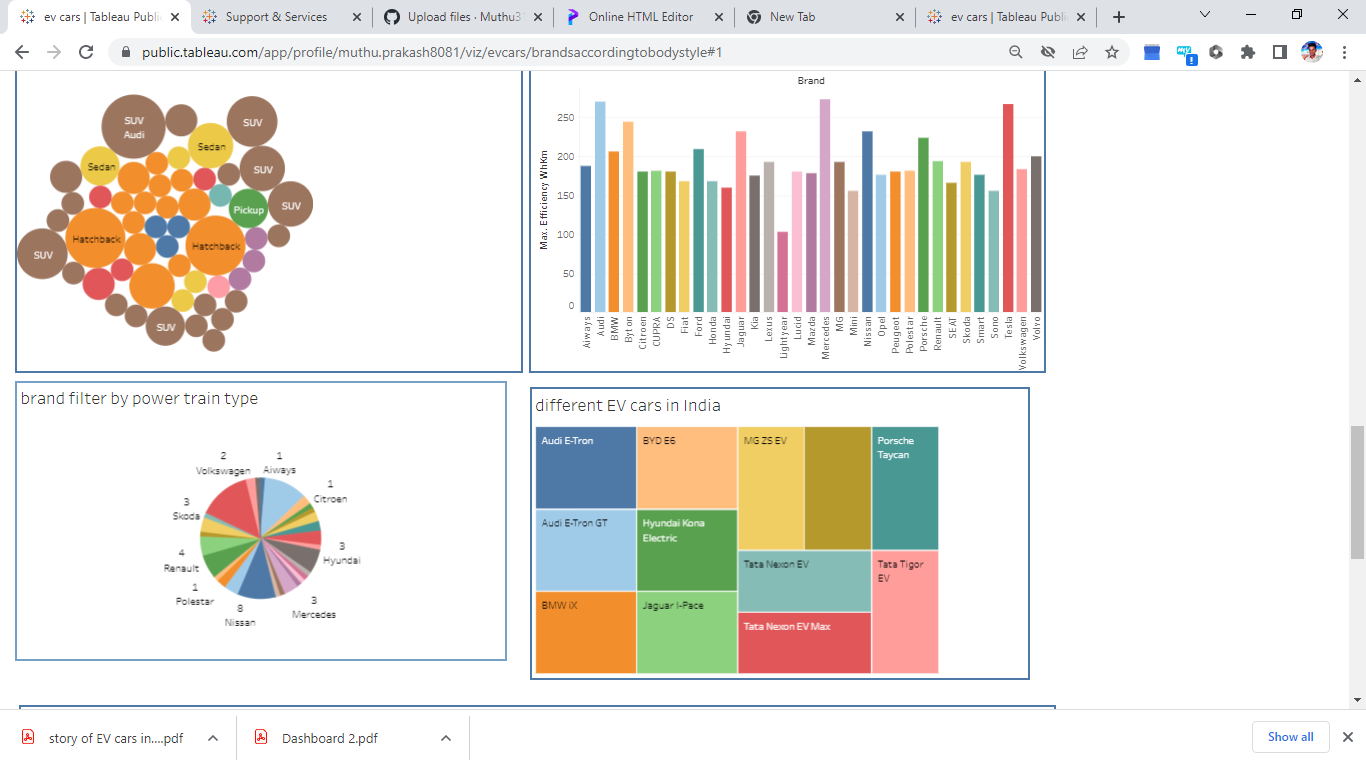 ev cars | Tableau Publi
Support & Services
Upload files · Muthu31
Online HTML Editor
New Tab
ev cars | Tableau Publi
public.tableau.com/app/profile/muthu.prakash8081/viz/evcars/brandsaccordingtobodystyle#1
SUV
Audi
SUV
Sedan
Sedan
SUV
SUV
Pickup
Hatchback
Hatchback
SUV
SUV
Brand
Max. Efficiency WhKm
250
200
150
100
50
0
Aiways
Audi
BMW
Byton
Citroen
CUPRA
DS
Fiat
Ford
Honda
Hyundai
Jaguar
Kia
Lexus
Lightyear
Lucid
Mazda
Mercedes
MG
Mini
Nissan
Opel
Peugeot
Polestar
Porsche
Renault
SEAT
Skoda
Smart
Sono
Tesla
Volkswagen
Volvo
brand filter by power train type
2
Volkswagen
1
Aiways
1
Citroen
3
Skoda
3
Hyundai
4
Renault
1
Polestar
3
Mercedes
8
Nissan
different EV cars in India
Audi E-Tron
BYD E6
MG ZS EV
Porsche
Taycan
Audi E-Tron GT
Hyundai Kona
Electric
Tata Nexon EV
Tata Tigor
EV
BMW iX
Jaguar I-Pace
Tata Nexon EV Max
story of EV cars in....pdf
Dashboard 2.pdf
Show all